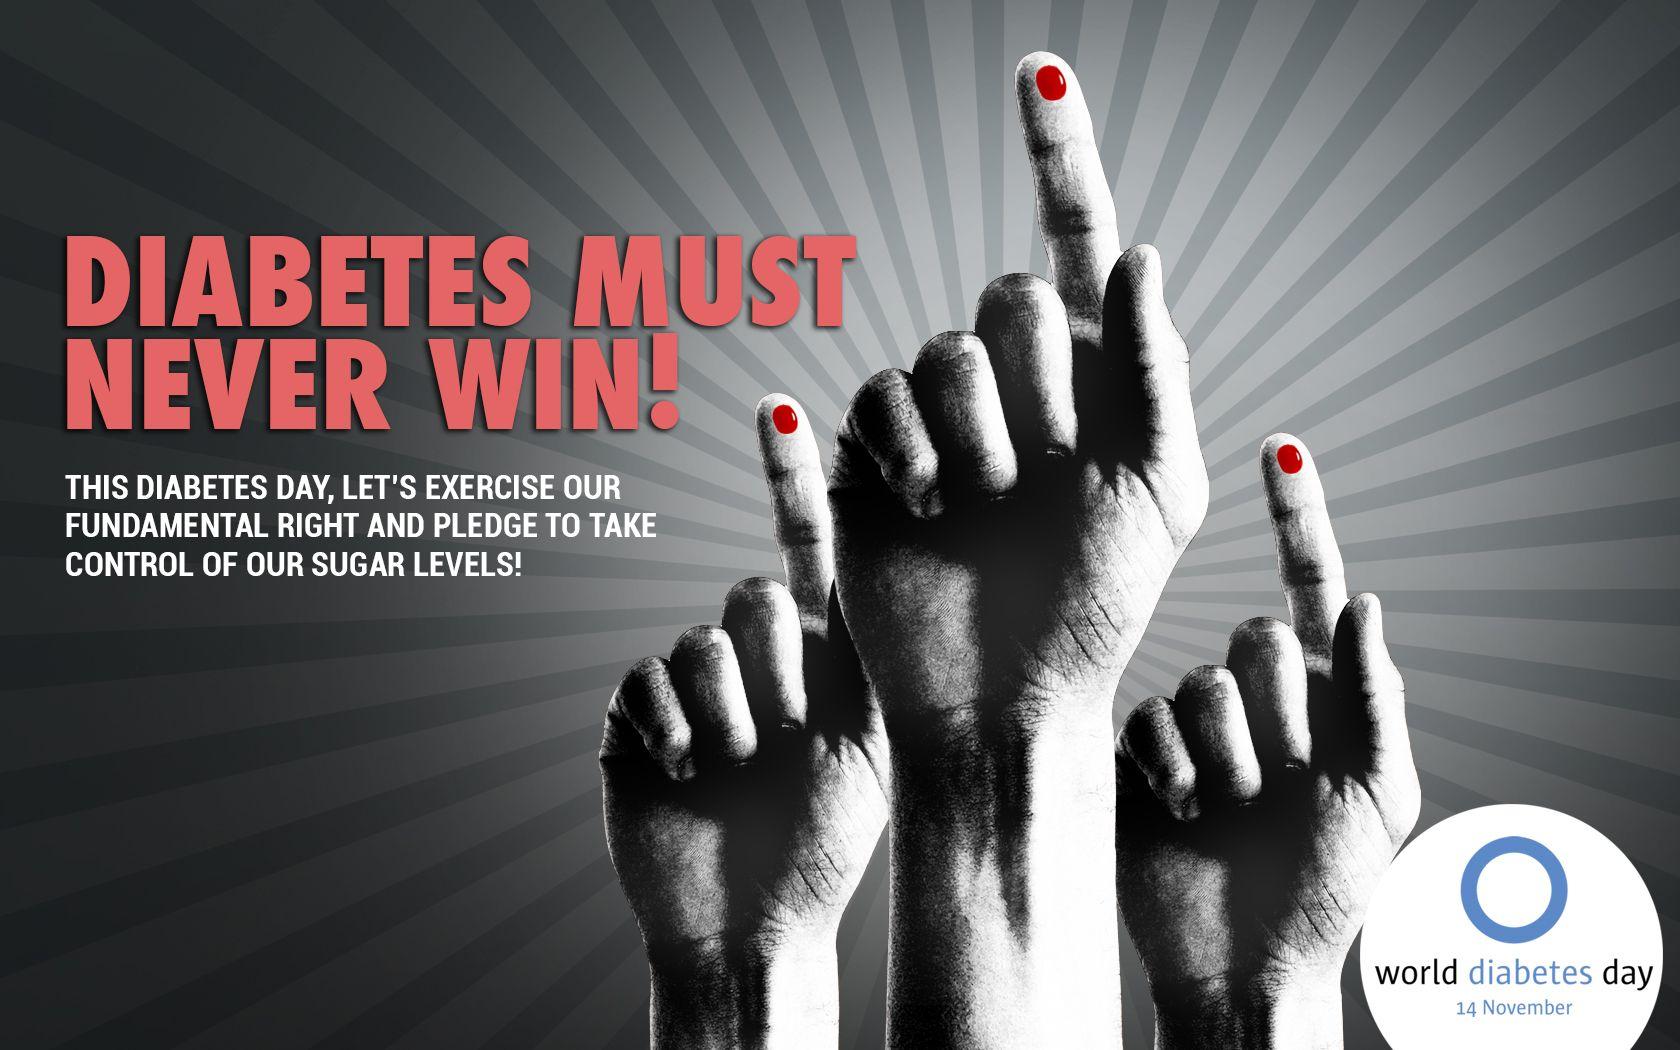 DIABETES MUST
NEVER WIN!
THIS DIABETES DAY, LET'S EXERCISE OUR
FUNDAMENTAL RIGHT AND PLEDGE TO TAKE
CONTROL OF OUR SUGAR LEVELS!
world diabetes day
14 November